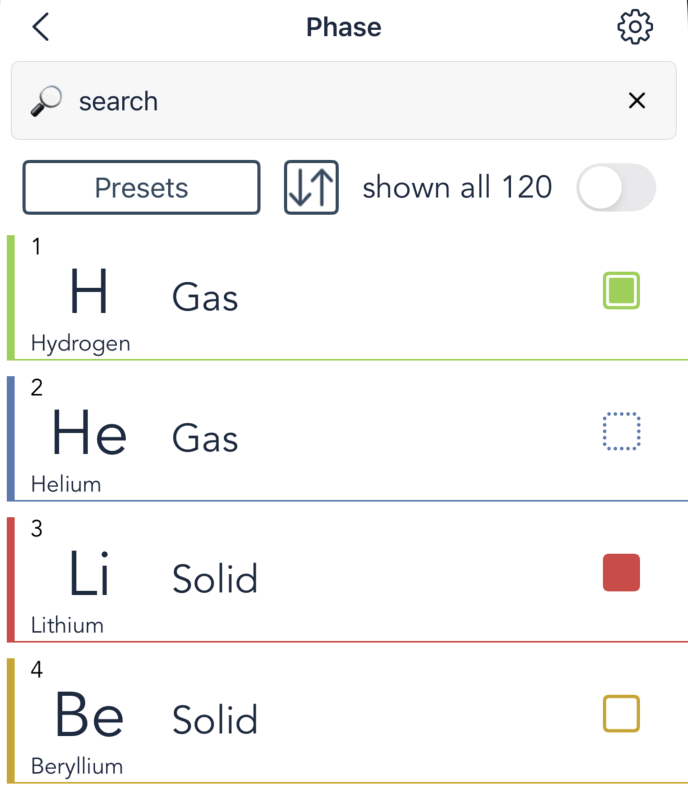 Phase
search
Presets shown all 120
1
H Gas
Hydrogen
2
He Gas
Helium
3
Li Solid
Lithium
4
Be Solid
Beryllium